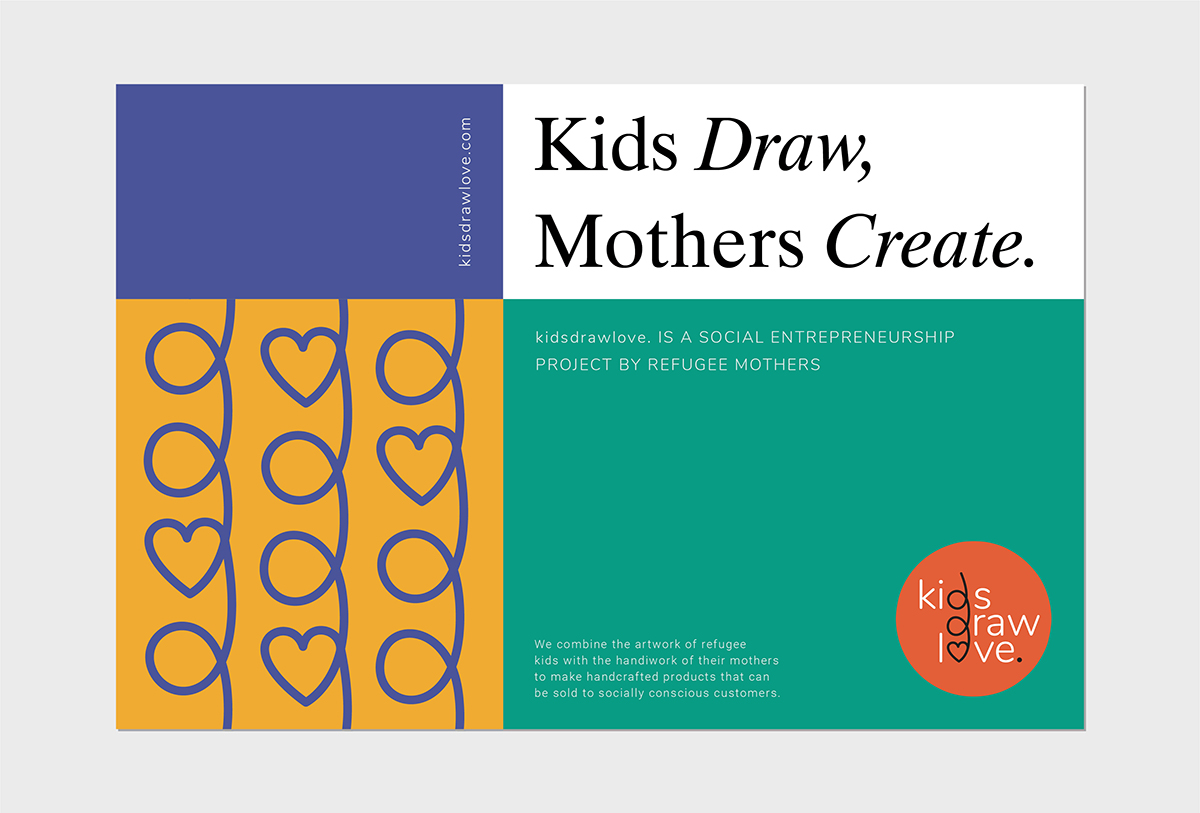 kidsdrawlove.com
Kids Draw,
Mothers Create.
kidsdrawlove. IS A SOCIAL ENTREPRENEURSHIP
PROJECT BY REFUGEE MOTHERS
We combine the artwork of refugee
kids with the handiwork of their mothers
to make handcrafted products that can
be sold to socially conscious customers.
kids
draw
love.